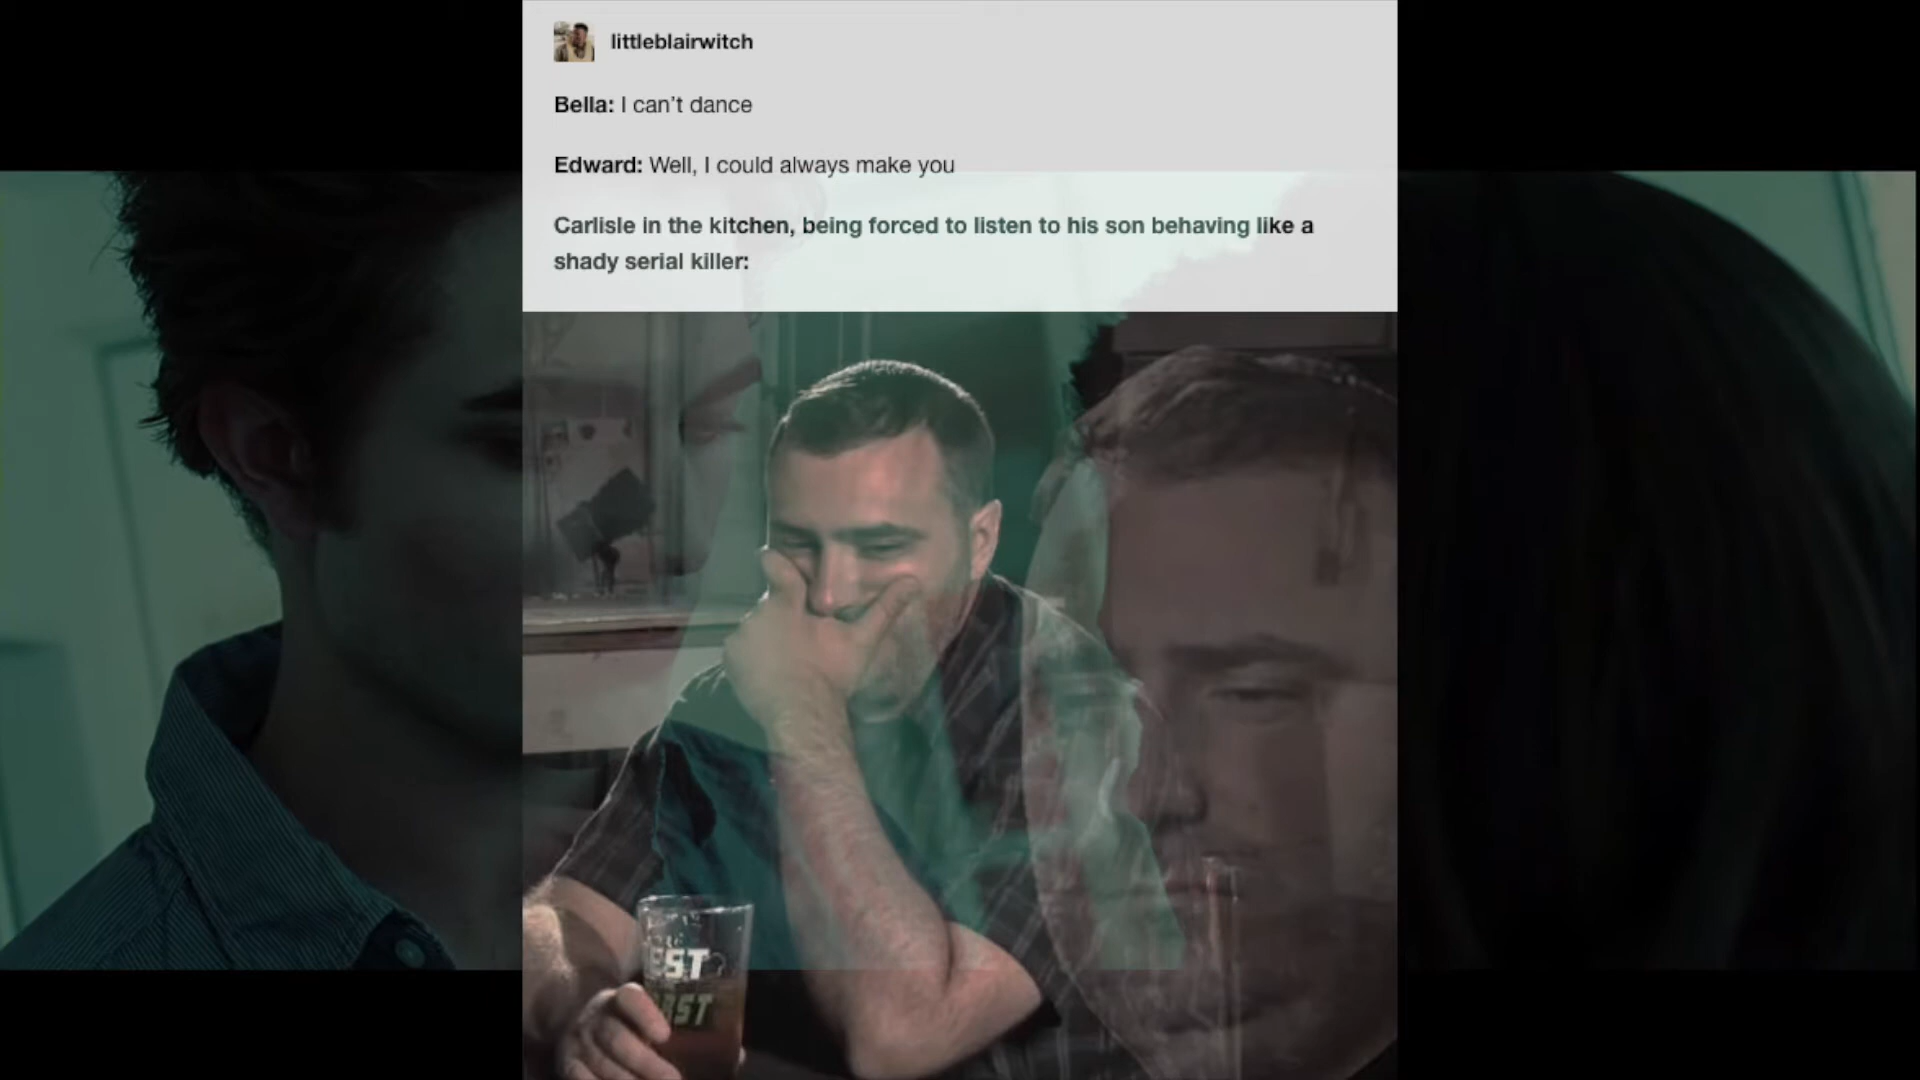 littleblairwitch
Bella: I can't dance
Edward: Well, I could always make you
Carlisle in the kitchen, being forced to listen to his son behaving like a
shady serial killer: